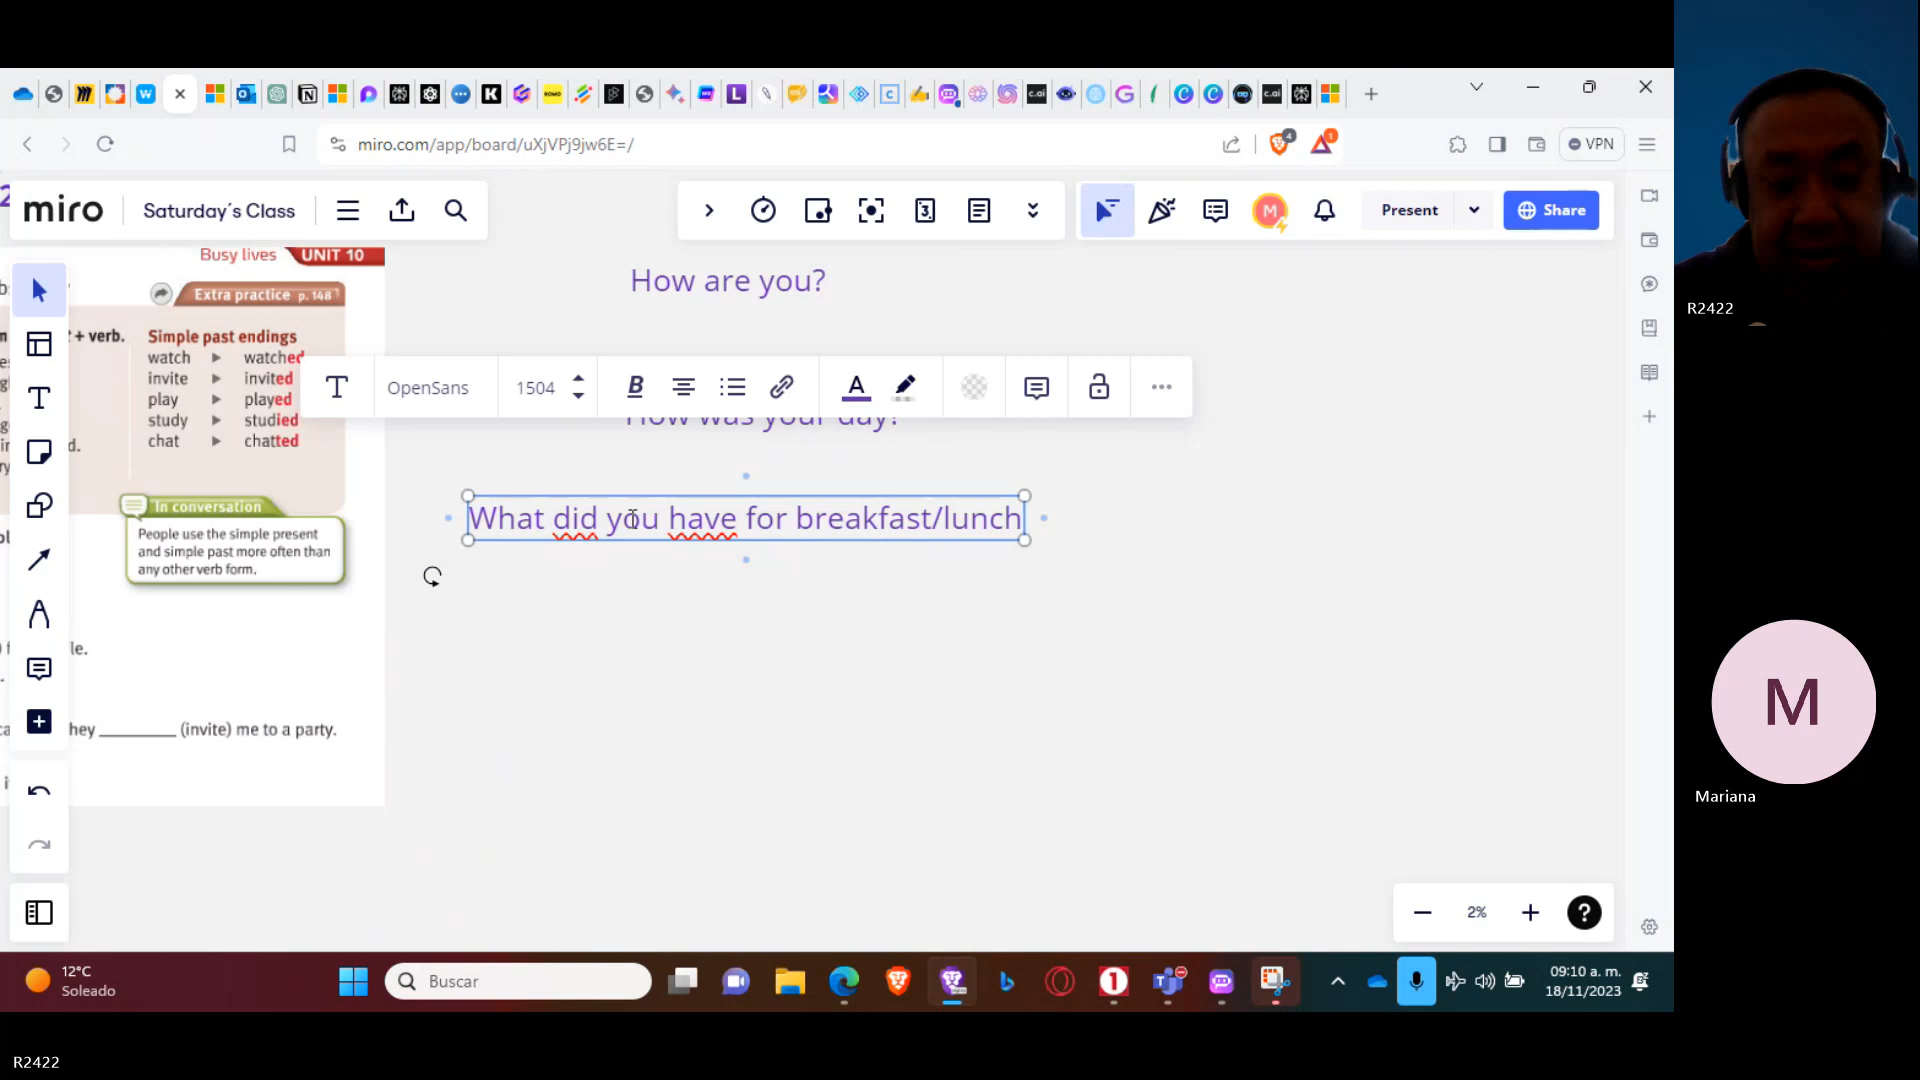 miro.com/app/board/uXjVPj9jw6E=/
VPN
miro
Saturday´s Class
Present
Share
Busy lives UNIT 10
Extra practice p. 148
+ verb.
Simple past endings
watch ▶ watched
invite ▶ invited
play ▶ played
study ▶ studied
chat ▶ chatted
In conversation
People use the simple present
and simple past more often than
any other verb form.
(invite) me to a party.
How are you?
OpenSans
1504
How was your day?
What did you have for breakfast/lunch
2%
R2422
M
Mariana
12°C
Soleado
Buscar
09:10 a. m.
18/11/2023
R2422